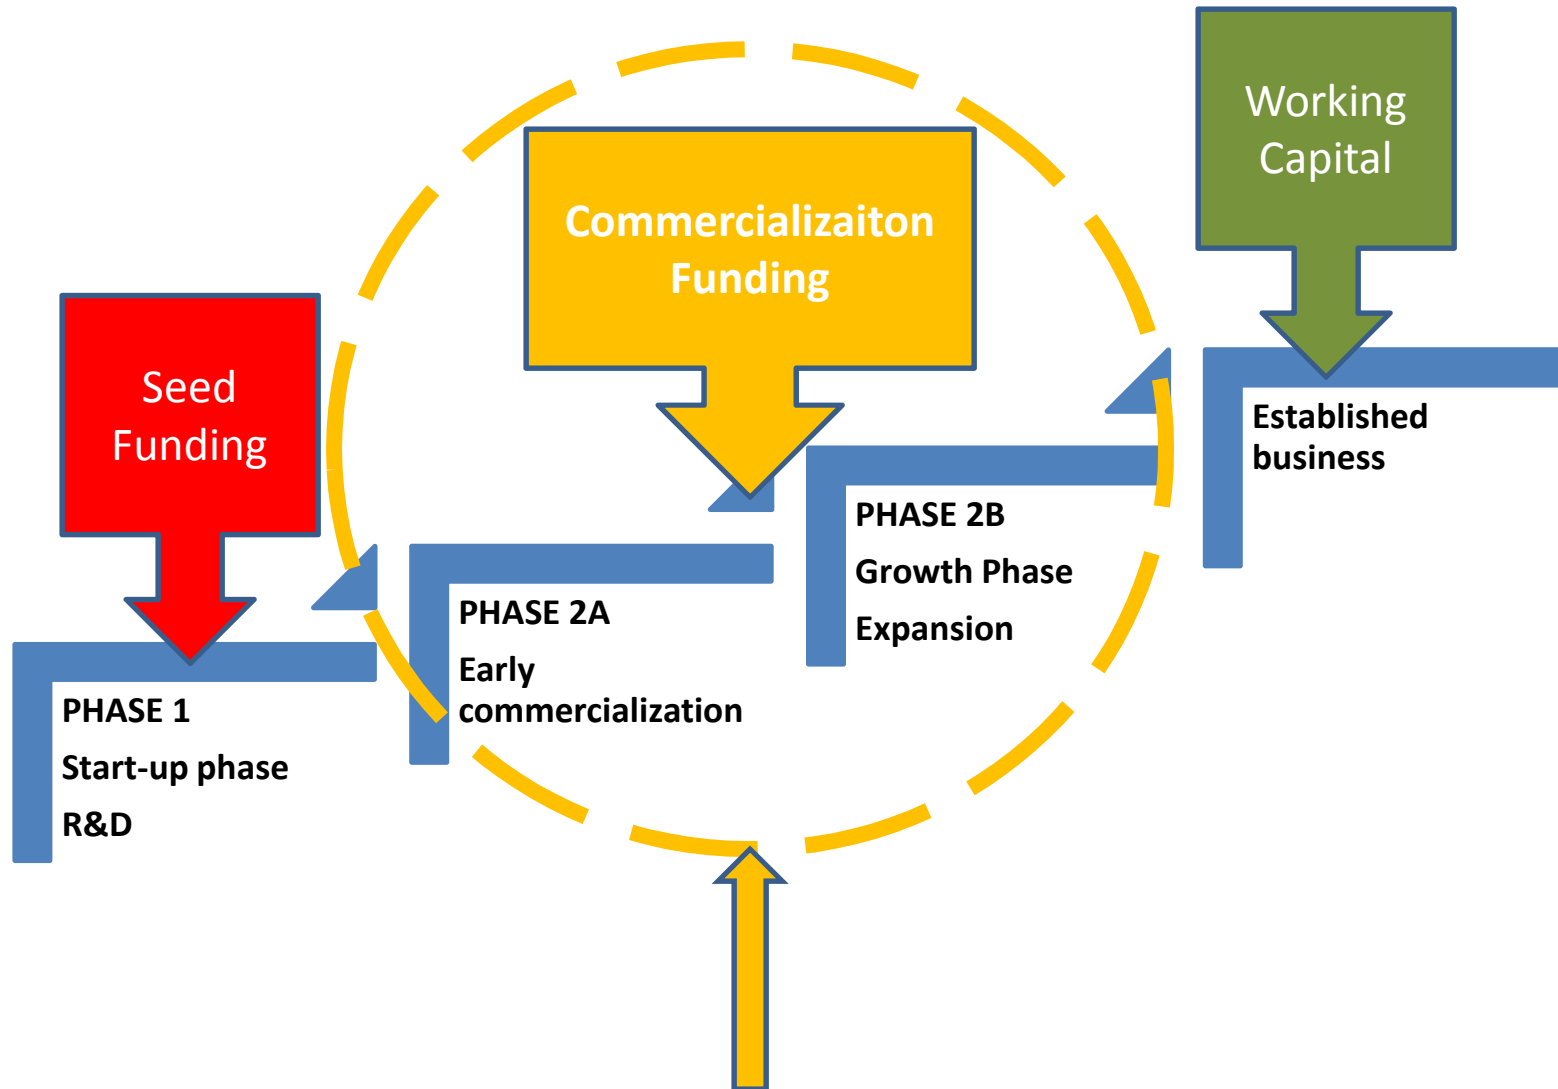 Working
Capital
Commercializaiton
Funding
Seed
Funding
Established
business
PHASE 2B
Growth Phase
Expansion
PHASE 2A
Early
commercialization
PHASE 1
Start-up phase
R&D